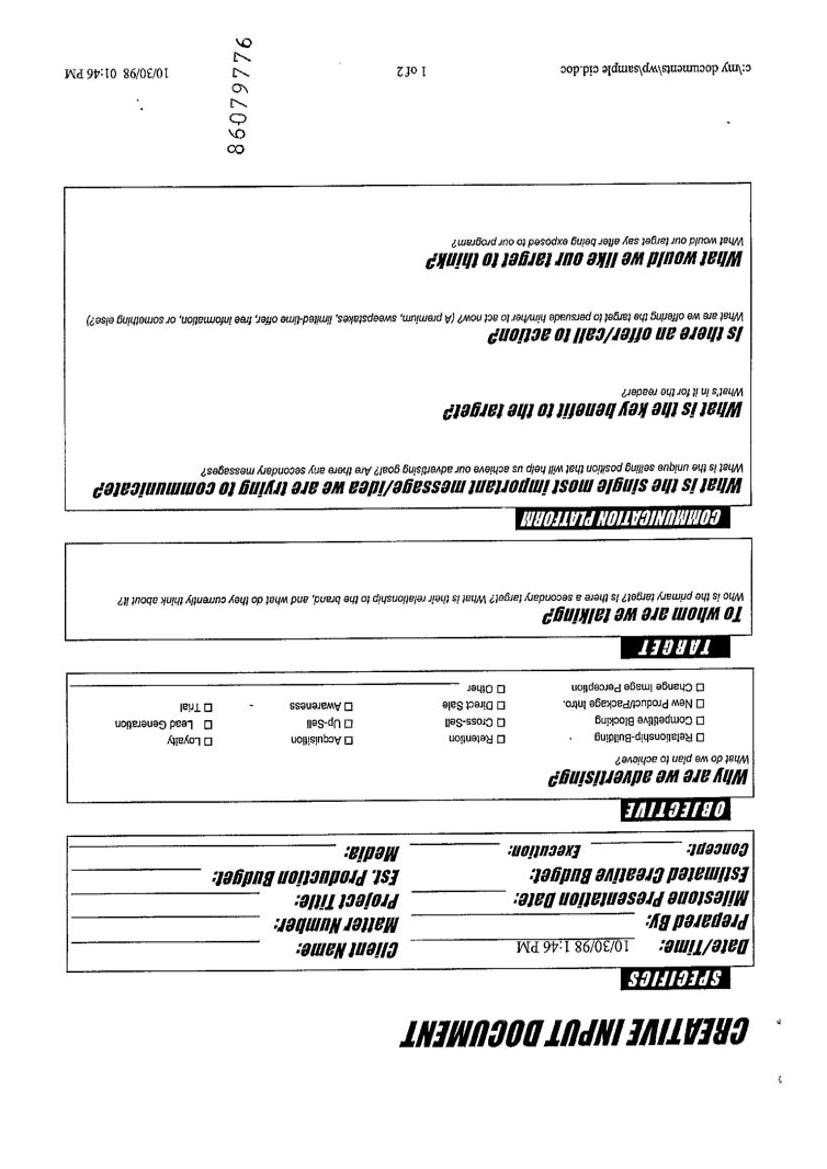 CREATIVE INPUT DOCUMENT
SPECIFICS
Date/Time: 10/30/98 1:46 PM Client Name:
Prepared By: Matter Number:
Milestone Presentation Date: Project Title:
Estimated Creative Budget: Est. Production Budget:
Concept: Execution: Media:
OBJECTIVE
Why are we advertising?
What do we plan to achieve?
☐ Relationship-Building ☐ Retention ☐ Acquisition ☐ Loyalty
☐ Competitive Blocking ☐ Cross-Sell ☐ Up-Sell ☐ Lead Generation
☐ New Product/Package Intro. ☐ Direct Sale ☐ Awareness ☐ Trial
☐ Change Image Perception ☐ Other
TARGET
To whom are we talking?
Who is the primary target? Is there a secondary target? What is their relationship to the brand, and what do they currently think about it?
COMMUNICATION PLATFORM
What is the single most important message/idea we are trying to communicate?
What is the unique selling position that will help us achieve our advertising goal? Are there any secondary messages?
What is the key benefit to the target?
What's in it for the reader?
Is there an offer/call to action?
What are we offering the target to persuade him/her to act now? (A premium, sweepstakes, limited-time offer, free information, or something else?)
What would we like our target to think?
What would our target say after being exposed to our program?
86079776
c:\my documents\wp\sample cid.doc 1 of 2 10/30/98 01:46 PM